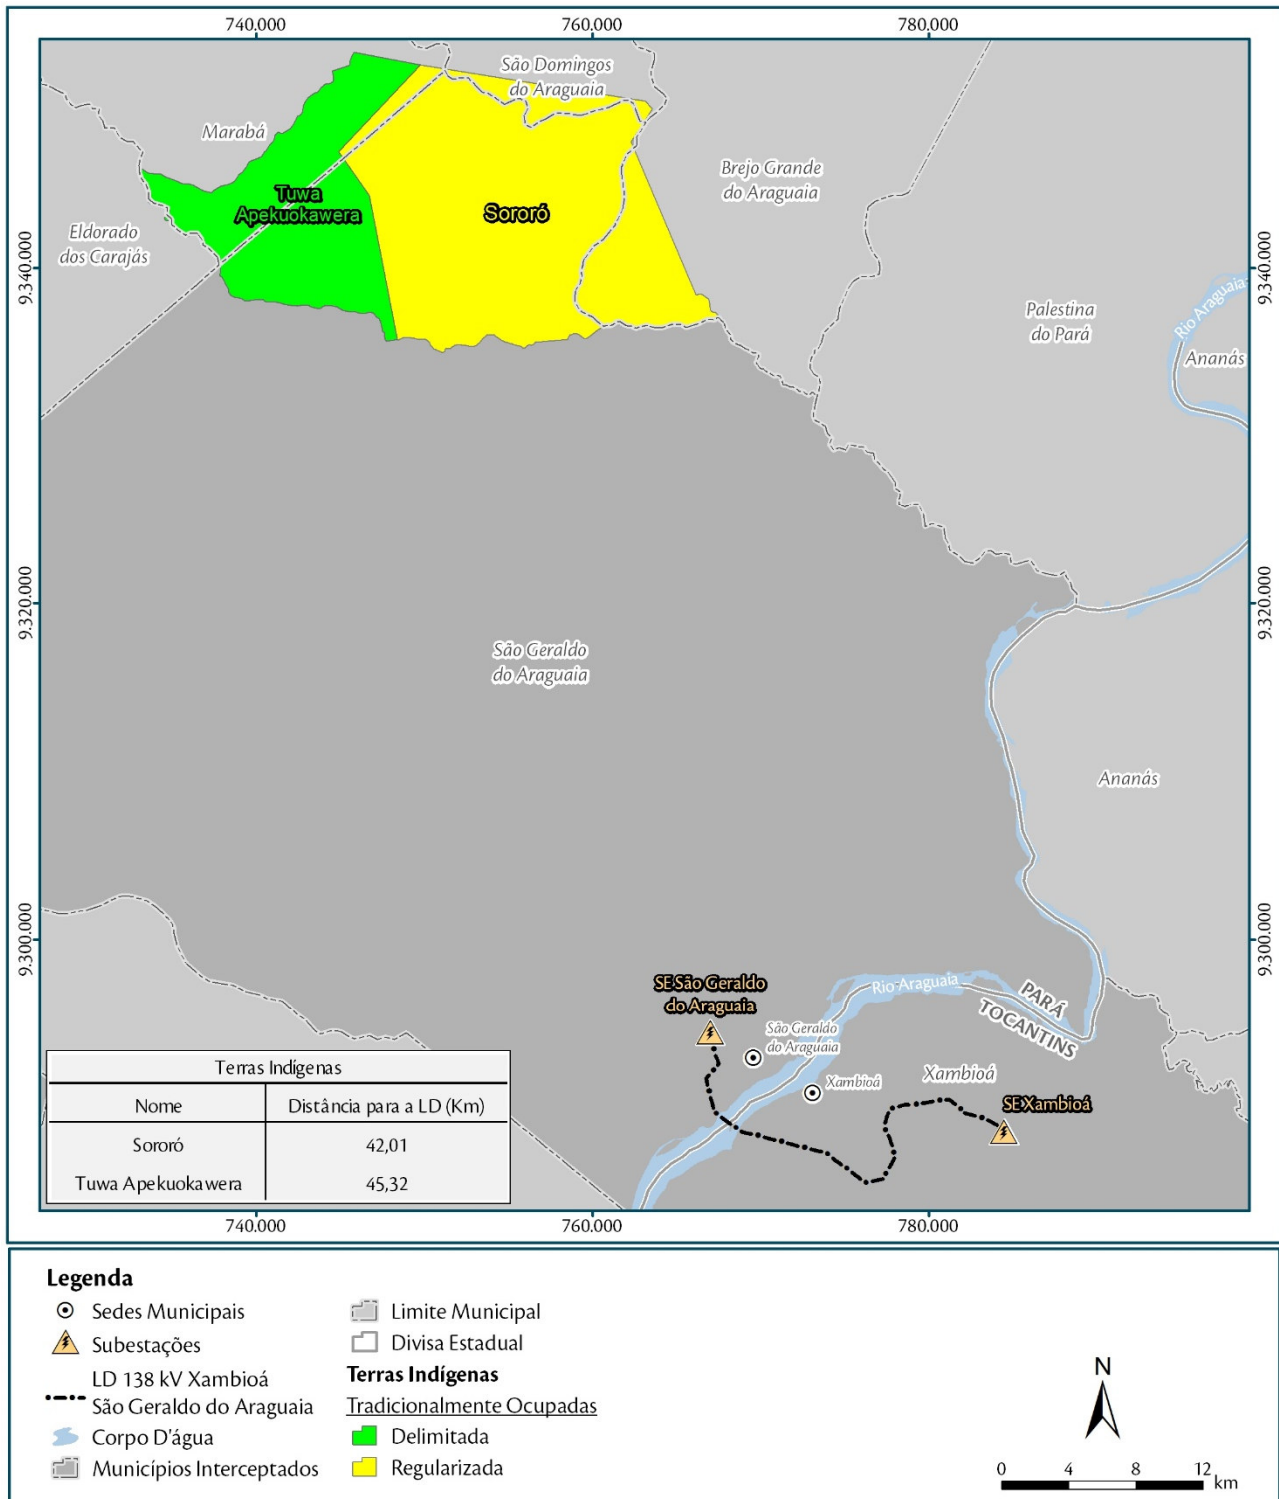 740.000
760.000
780.000
São Domingos
do Araguaia
Marabá
Brejo Grande
do Araguaia
Tuwa
Apekuokawera
Sororó
Eldorado
dos Carajás
9.340.000
9.340.000
Palestina
do Pará
Rio Araguaia
Ananás
9.320.000
9.320.000
São Geraldo
do Araguaia
Ananás
9.300.000
9.300.000
SE São Geraldo
do Araguaia
Rio Araguaia
PARÁ
TOCANTINS
São Geraldo
do Araguaia
Xambioá
Xambioá
SE Xambioá
Terras Indígenas
Nome Distância para a LD (Km)
Sororó 42,01
Tuwa Apekuokawera 45,32
740.000
760.000
780.000
Legenda
Sedes Municipais
Subestações
LD 138 kV Xambioá
São Geraldo do Araguaia
Corpo D'água
Municípios Interceptados
Limite Municipal
Divisa Estadual
Terras Indígenas
Tradicionalmente Ocupadas
Delimitada
Regularizada
N
0 4 8 12
km